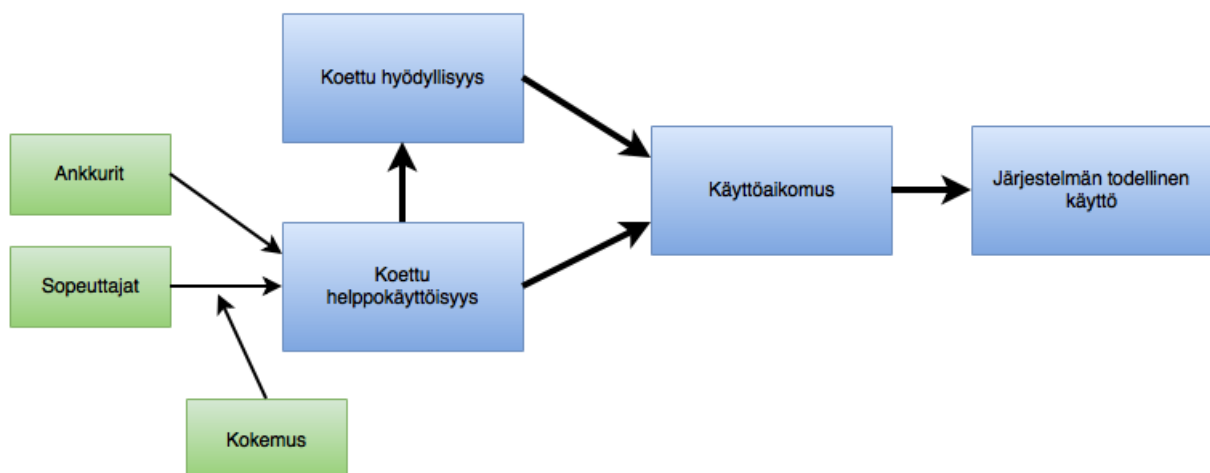 Koettu hyödyllisyys
Ankkurit
Sopeuttajat
Koettu
helppokäyttöisyys
Kokemus
Käyttöaikomus
Järjestelmän todellinen
käyttö